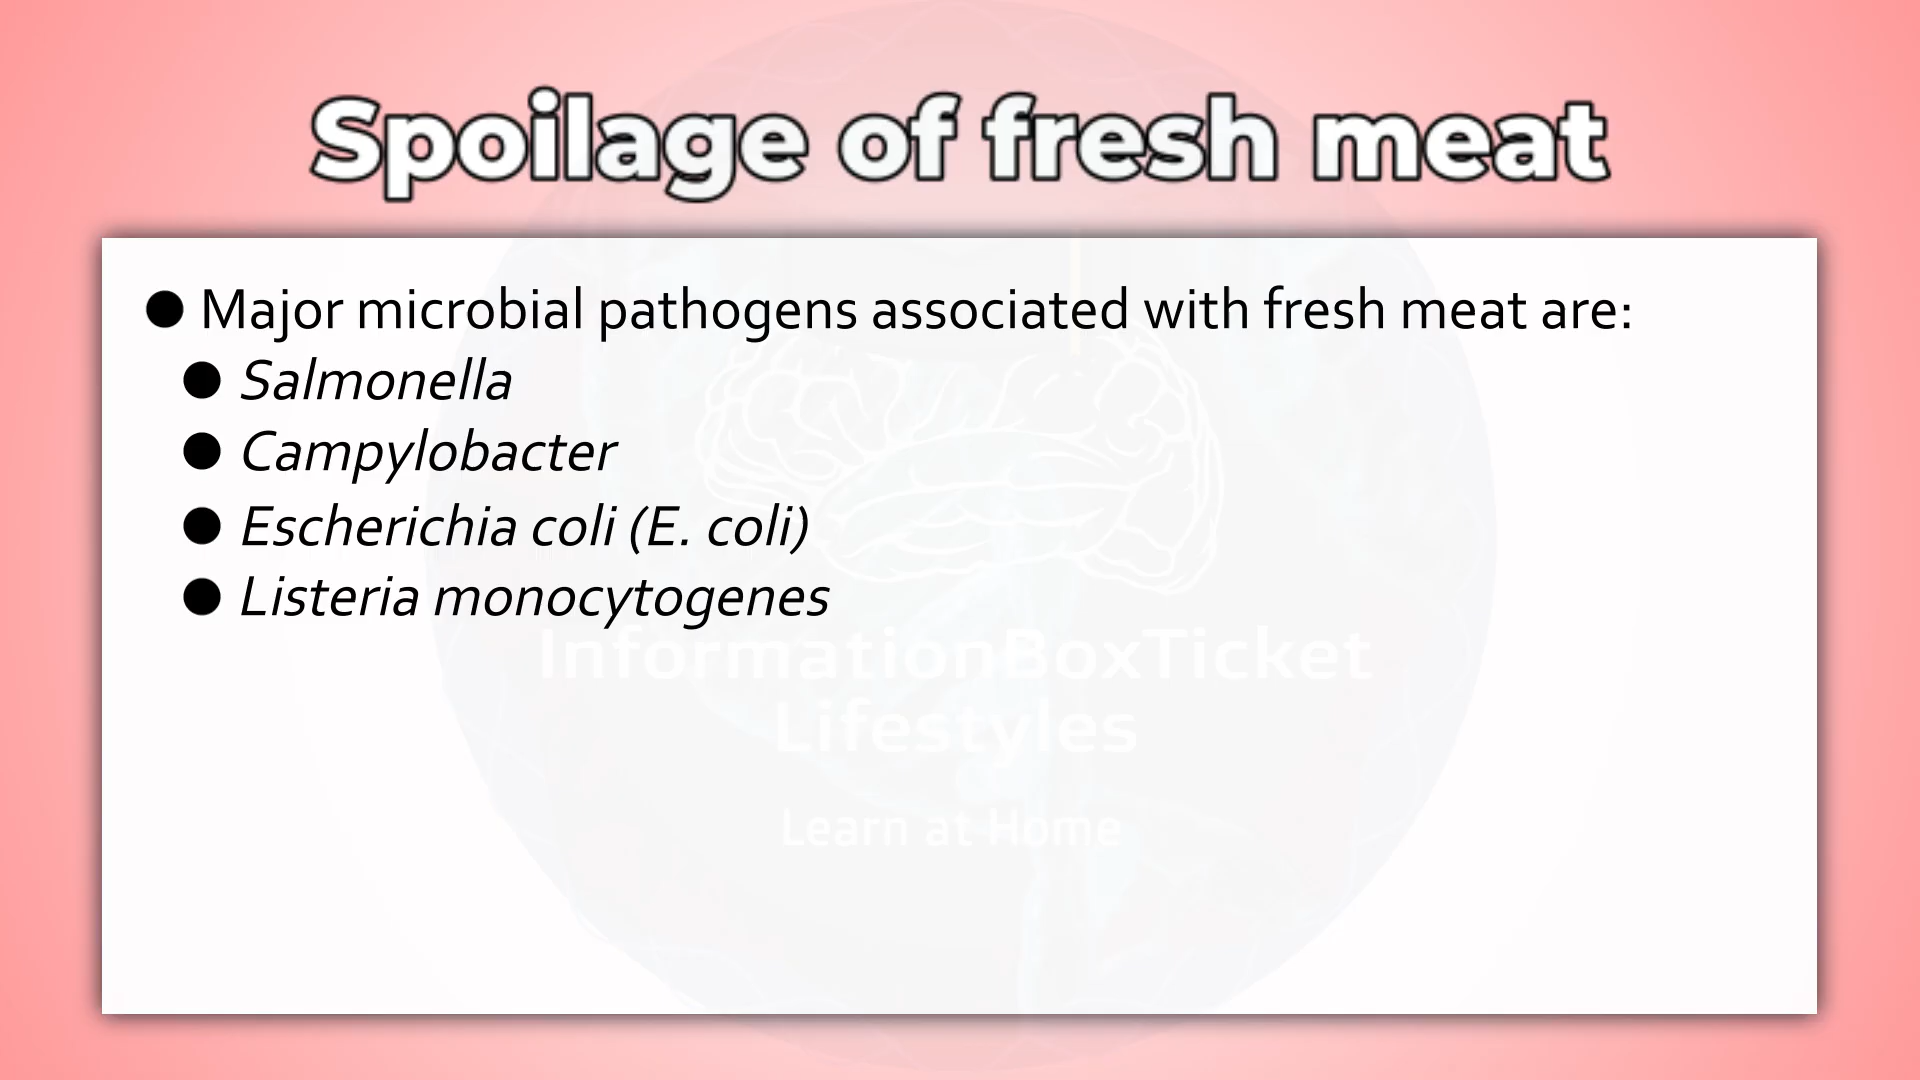 Spoilage of fresh meat
● Major microbial pathogens associated with fresh meat are:
● Salmonella
● Campylobacter
● Escherichia coli (E. coli)
● Listeria monocytogenes
InformationBoxTicket
Lifestyles
Learn at Home